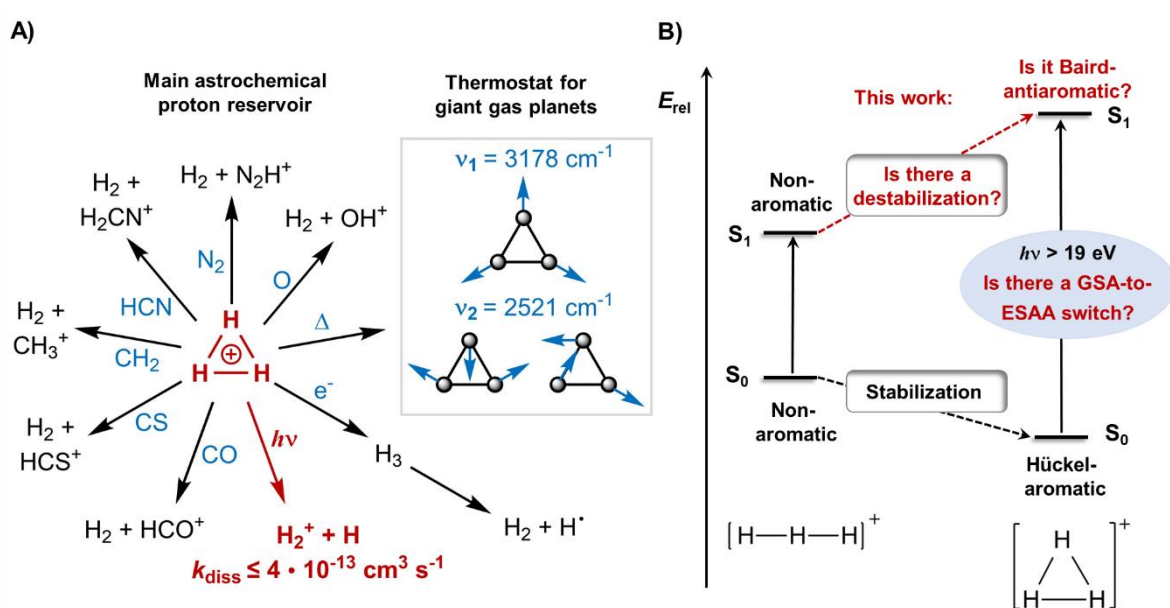 A)
Main astrochemical
proton reservoir
Thermostat for
giant gas planets
H₂ +
H₂CN⁺
H₂ + N₂H⁺
H₂ + OH⁺
N₂
O
HCN
H₂ +
CH₃⁺
CH₂
H
H H
⊕
Δ
e⁻
CS
H₂ +
HCS⁺
CO
hν
H₃
H₂ + HCO⁺
H₂⁺ + H
H₂ + H•
k_diss ≤ 4 • 10⁻¹³ cm³ s⁻¹
ν₁ = 3178 cm⁻¹
ν₂ = 2521 cm⁻¹
B)
E_rel
This work:
Is it Baird-
antiaromatic?
S₁
Is there a
destabilization?
Non-
aromatic
S₁
hν > 19 eV
Is there a GSA-to-
ESAA switch?
S₀
Non-
aromatic
Stabilization
S₀
Hückel-
aromatic
[H—H—H]⁺
[H
H—H]⁺